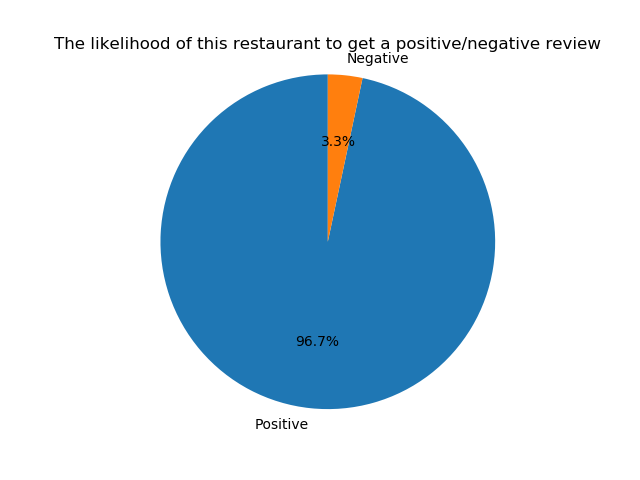 The likelihood of this restaurant to get a positive/negative review
Negative
3.3%
96.7%
Positive